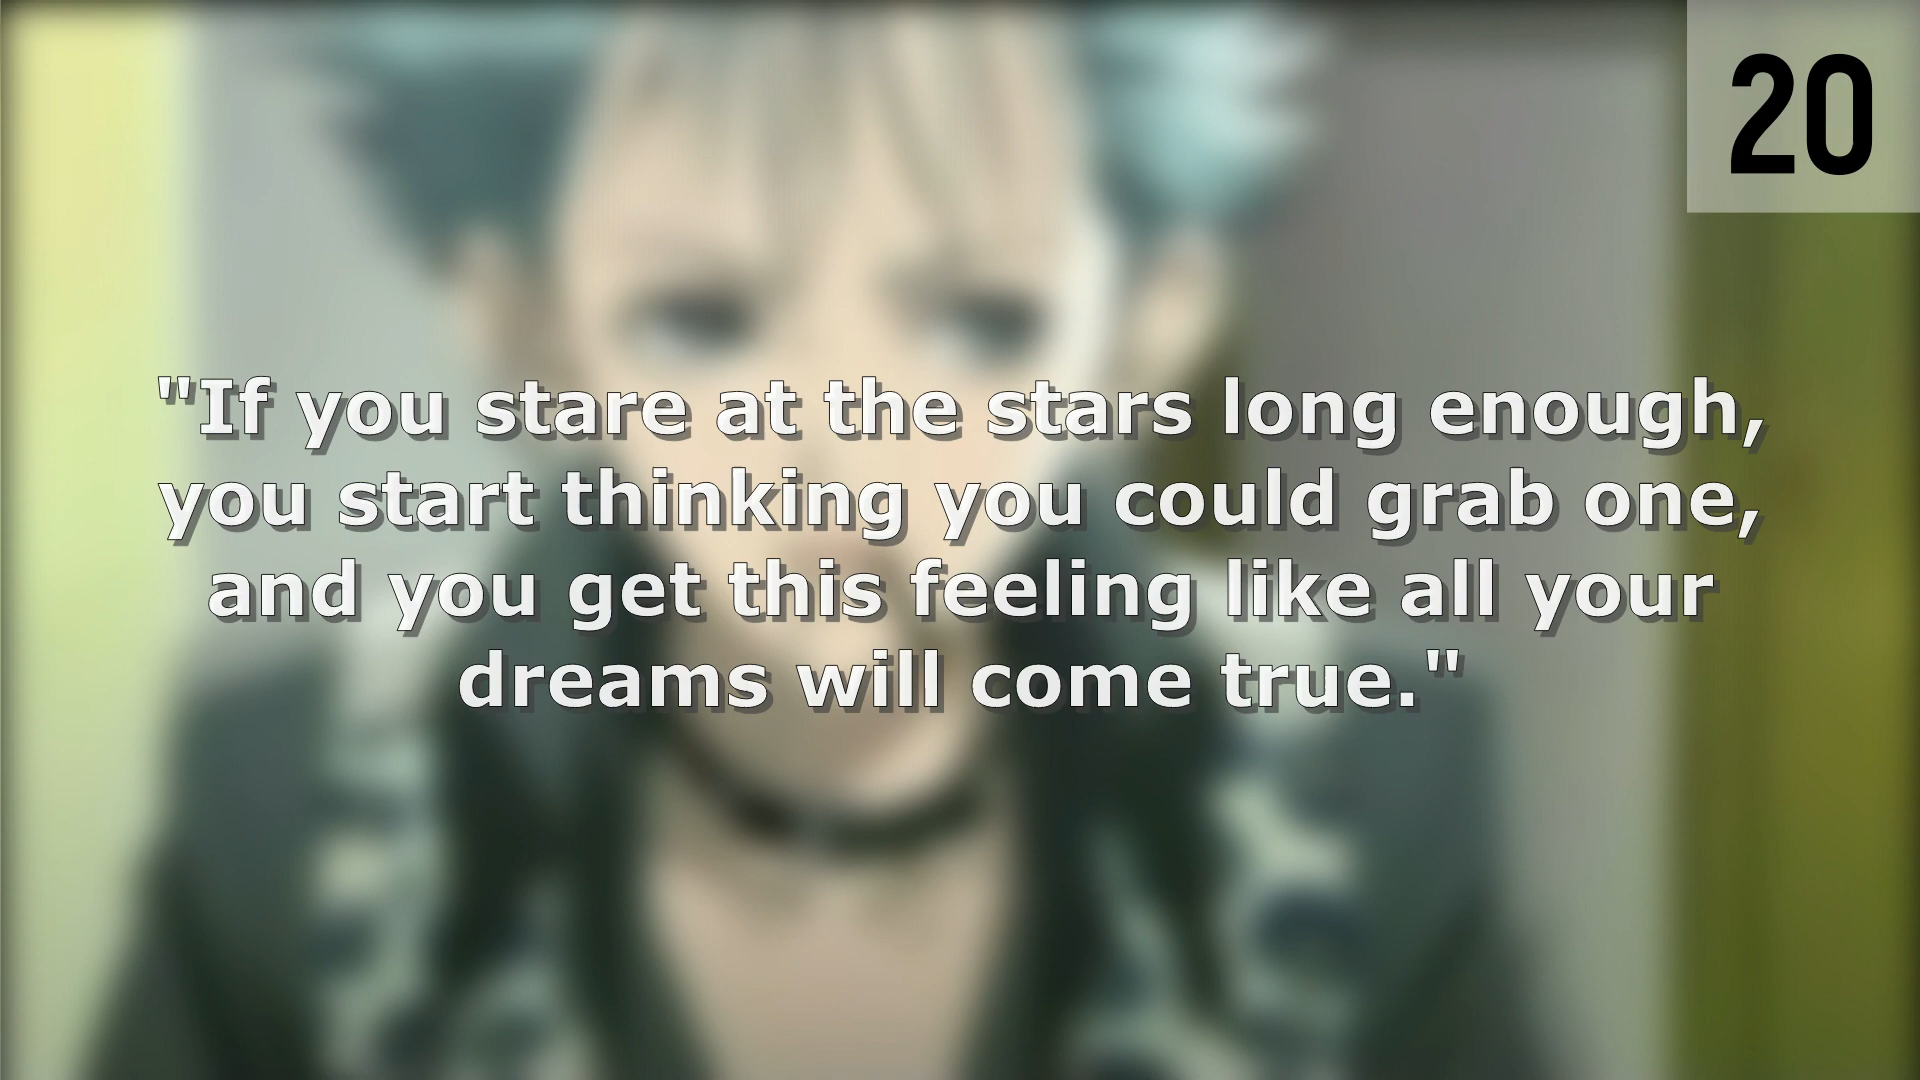 20
"If you stare at the stars long enough,
you start thinking you could grab one,
and you get this feeling like all your
dreams will come true."